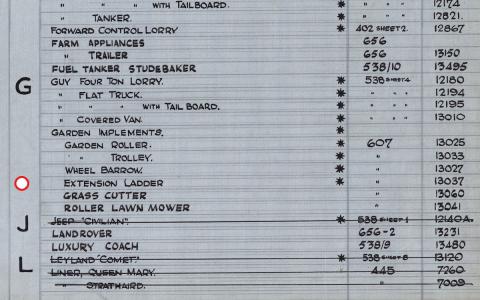 " " " WITH TAILBOARD. * " " " 12174
" TANKER. * " " " 12821.
FORWARD CONTROL LORRY * 402 SHEET 2. 12867
FARM APPLIANCES 656
" TRAILER 656 13150
FUEL TANKER STUDEBAKER 538/10 13495
G GUY FOUR TON LORRY. * 538 SHEET 4 12180
" FLAT TRUCK. * " " " 12194
" " " WITH TAIL BOARD. * " " " 12195
" COVERED VAN. * " " " 13010
GARDEN IMPLEMENTS. *
GARDEN ROLLER. * 607 13025
" TROLLEY. * " 13033
WHEEL BARROW. * " 13027
EXTENSION LADDER * " 13037
GRASS CUTTER " 13060
ROLLER LAWN MOWER " 13041
J JEEP "CIVILIAN". * 538 SHEET 1 12140A.
LANDROVER 656-2 13231
LUXURY COACH 538/9 13480
L LEYLAND "COMET." * 538 SHEET 8 13120
LINER, QUEEN MARY. 445 7260
" STRATHAIRD. " 7009